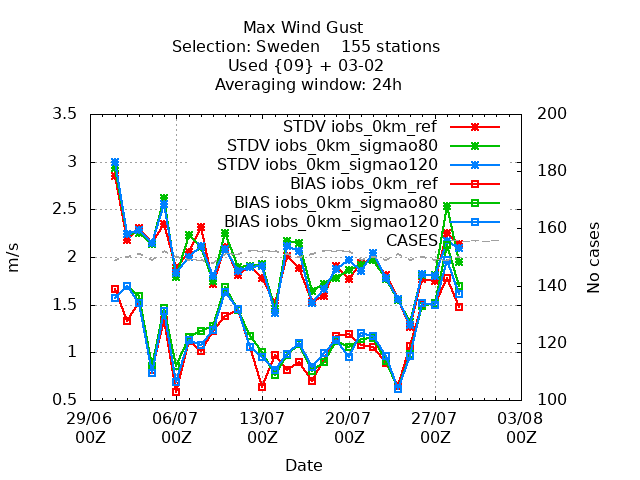 Max Wind Gust
Selection: Sweden 155 stations
Used {09} + 03-02
Averaging window: 24h
STDV iobs_0km_ref
STDV iobs_0km_sigmao80
STDV iobs_0km_sigmao120
BIAS iobs_0km_ref
BIAS iobs_0km_sigmao80
BIAS iobs_0km_sigmao120
CASES
3.5
3
2.5
2
1.5
1
0.5
m/s
200
180
160
140
120
100
No cases
29/06 06/07 13/07 20/07 27/07 03/08
00Z 00Z 00Z 00Z 00Z 00Z
Date